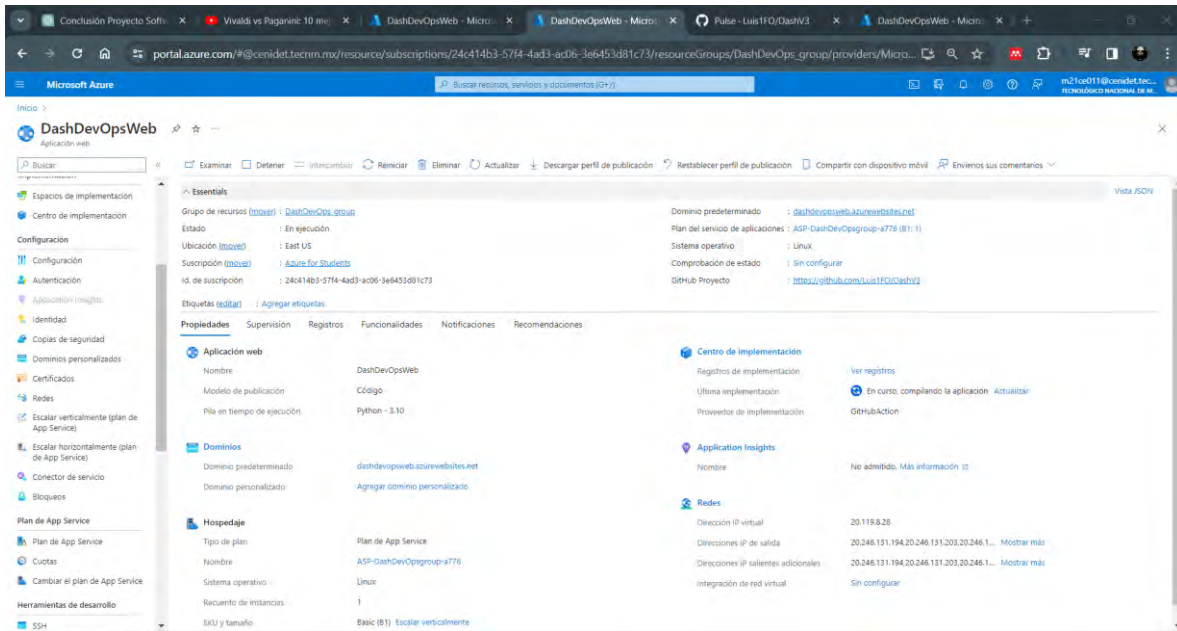 Conclusión Proyecto Softw
Vivaldi vs Paganini: 10 mej
DashDevOpsWeb - Micro
DashDevOpsWeb - Micro
Pulse - Luis1FO/DashV3
DashDevOpsWeb - Micro
portal.azure.com/#@cenidet.tecnm.mx/resource/subscriptions/24c414b3-57f4-4ad3-ac06-3e6453d81c73/resourceGroups/DashDevOps_group/providers/Micro...
Microsoft Azure
Buscar recursos, servicios y documentos (G+/)
m21ce011@cenidet.tec...
TECNOLÓGICO NACIONAL DE M...
Inicio >
DashDevOpsWeb
Aplicación web
Buscar
Examinar Detener Intercambiar Reiniciar Eliminar Actualizar Descargar perfil de publicación Restablecer perfil de publicación Compartir con dispositivo móvil Envíenos sus comentarios
Espacios de implementación
Centro de implementación
Configuración
Configuración
Autenticación
Application Insights
Identidad
Copias de seguridad
Dominios personalizados
Certificados
Redes
Escalar verticalmente (plan de
App Service)
Escalar horizontalmente (plan
de App Service)
Conector de servicio
Bloqueos
Plan de App Service
Plan de App Service
Cuotas
Cambiar el plan de App Service
Herramientas de desarrollo
SSH
Essentials
Vista JSON
Grupo de recursos (mover) : DashDevOps_group
Estado : En ejecución
Ubicación (mover) : East US
Suscripción (mover) : Azure for Students
Id. de suscripción : 24c414b3-57f4-4ad3-ac06-3e6453d81c73
Dominio predeterminado : dashdevopsweb.azurewebsites.net
Plan del servicio de aplicaciones : ASP-DashDevOpsgroup-a776 (B1: 1)
Sistema operativo : Linux
Comprobación de estado : Sin configurar
GitHub Proyecto : https://github.com/Luis1FO/DashV3
Etiquetas (editar) : Agregar etiquetas
Propiedades Supervisión Registros Funcionalidades Notificaciones Recomendaciones
Aplicación web
Nombre DashDevOpsWeb
Modelo de publicación Código
Pila en tiempo de ejecución Python - 3.10
Dominios
Dominio predeterminado dashdevopsweb.azurewebsites.net
Dominio personalizado Agregar dominio personalizado
Hospedaje
Tipo de plan Plan de App Service
Nombre ASP-DashDevOpsgroup-a776
Sistema operativo Linux
Recuento de instancias 1
SKU y tamaño Basic (B1) Escalar verticalmente
Centro de implementación
Registros de implementación Ver registros
Última implementación En curso, compilando la aplicación Actualizar
Proveedor de implementación GitHubAction
Application Insights
Nombre No admitido. Más información
Redes
Dirección IP virtual 20.119.8.28
Direcciones IP de salida 20.246.131.194,20.246.131.203,20.246.1... Mostrar más
Direcciones IP salientes adicionales 20.246.131.194,20.246.131.203,20.246.1... Mostrar más
Integración de red virtual Sin configurar